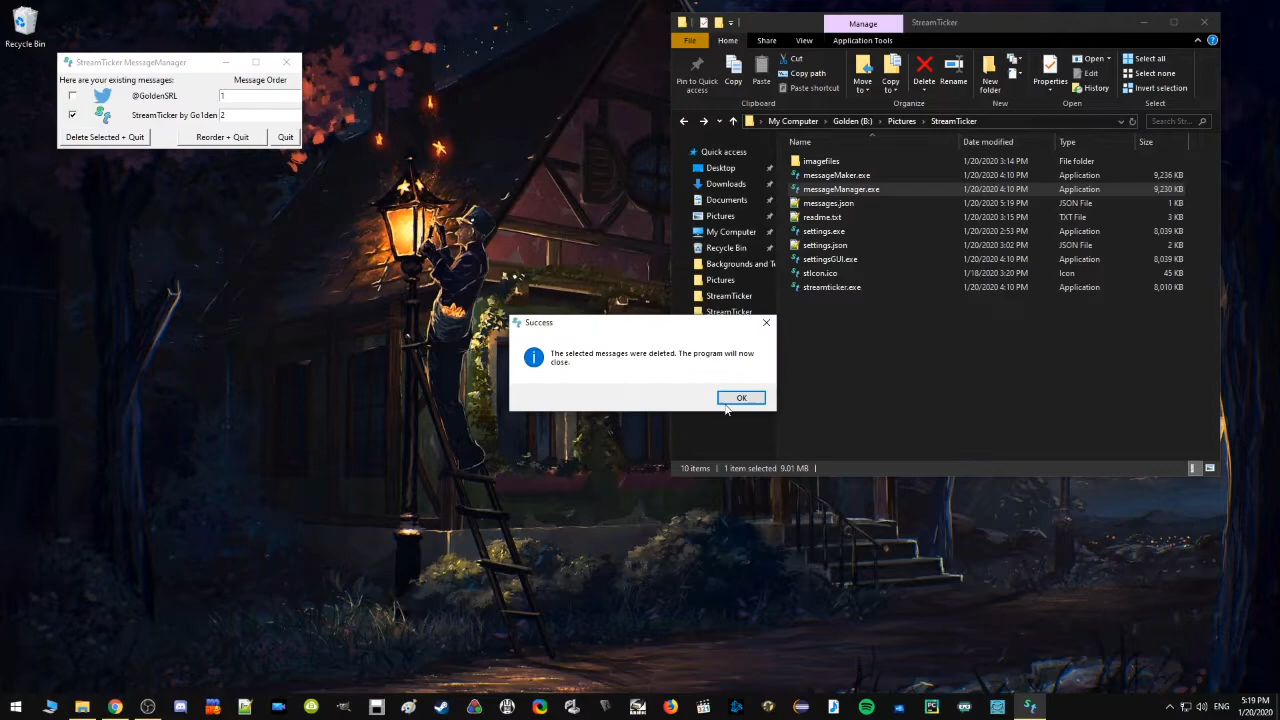 Recycle Bin
StreamTicker MessageManager
Here are your existing messages:
Message Order
@GoldenSRL
1
StreamTicker by Go1den
2
Delete Selected + Quit
Reorder + Quit
Quit
Manage
StreamTicker
File
Home
Share
View
Application Tools
Pin to Quick access
Copy
Paste
Cut
Copy path
Paste shortcut
Clipboard
Move to
Copy to
Delete
Rename
Organize
New folder
New
Properties
Open
Edit
History
Open
Select all
Select none
Invert selection
Select
My Computer
Golden (B:)
Pictures
StreamTicker
Search Str...
Name
Date modified
Type
Size
Quick access
Desktop
Downloads
Documents
Pictures
My Computer
Recycle Bin
Backgrounds and Te
Pictures
StreamTicker
StreamTicker
imagefiles 1/20/2020 3:14 PM File folder
messageMaker.exe 1/20/2020 4:10 PM Application 9,236 KB
messageManager.exe 1/20/2020 4:10 PM Application 9,230 KB
messages.json 1/20/2020 5:19 PM JSON File 1 KB
readme.txt 1/20/2020 3:15 PM TXT File 3 KB
settings.exe 1/20/2020 2:53 PM Application 8,039 KB
settings.json 1/20/2020 3:02 PM JSON File 2 KB
settingsGUI.exe 1/20/2020 4:10 PM Application 8,039 KB
stIcon.ico 1/18/2020 3:20 PM Icon 45 KB
streamticker.exe 1/20/2020 4:10 PM Application 8,010 KB
Success
The selected messages were deleted. The program will now
close.
OK
10 items
1 item selected 9.01 MB
ENG
5:19 PM
1/20/2020